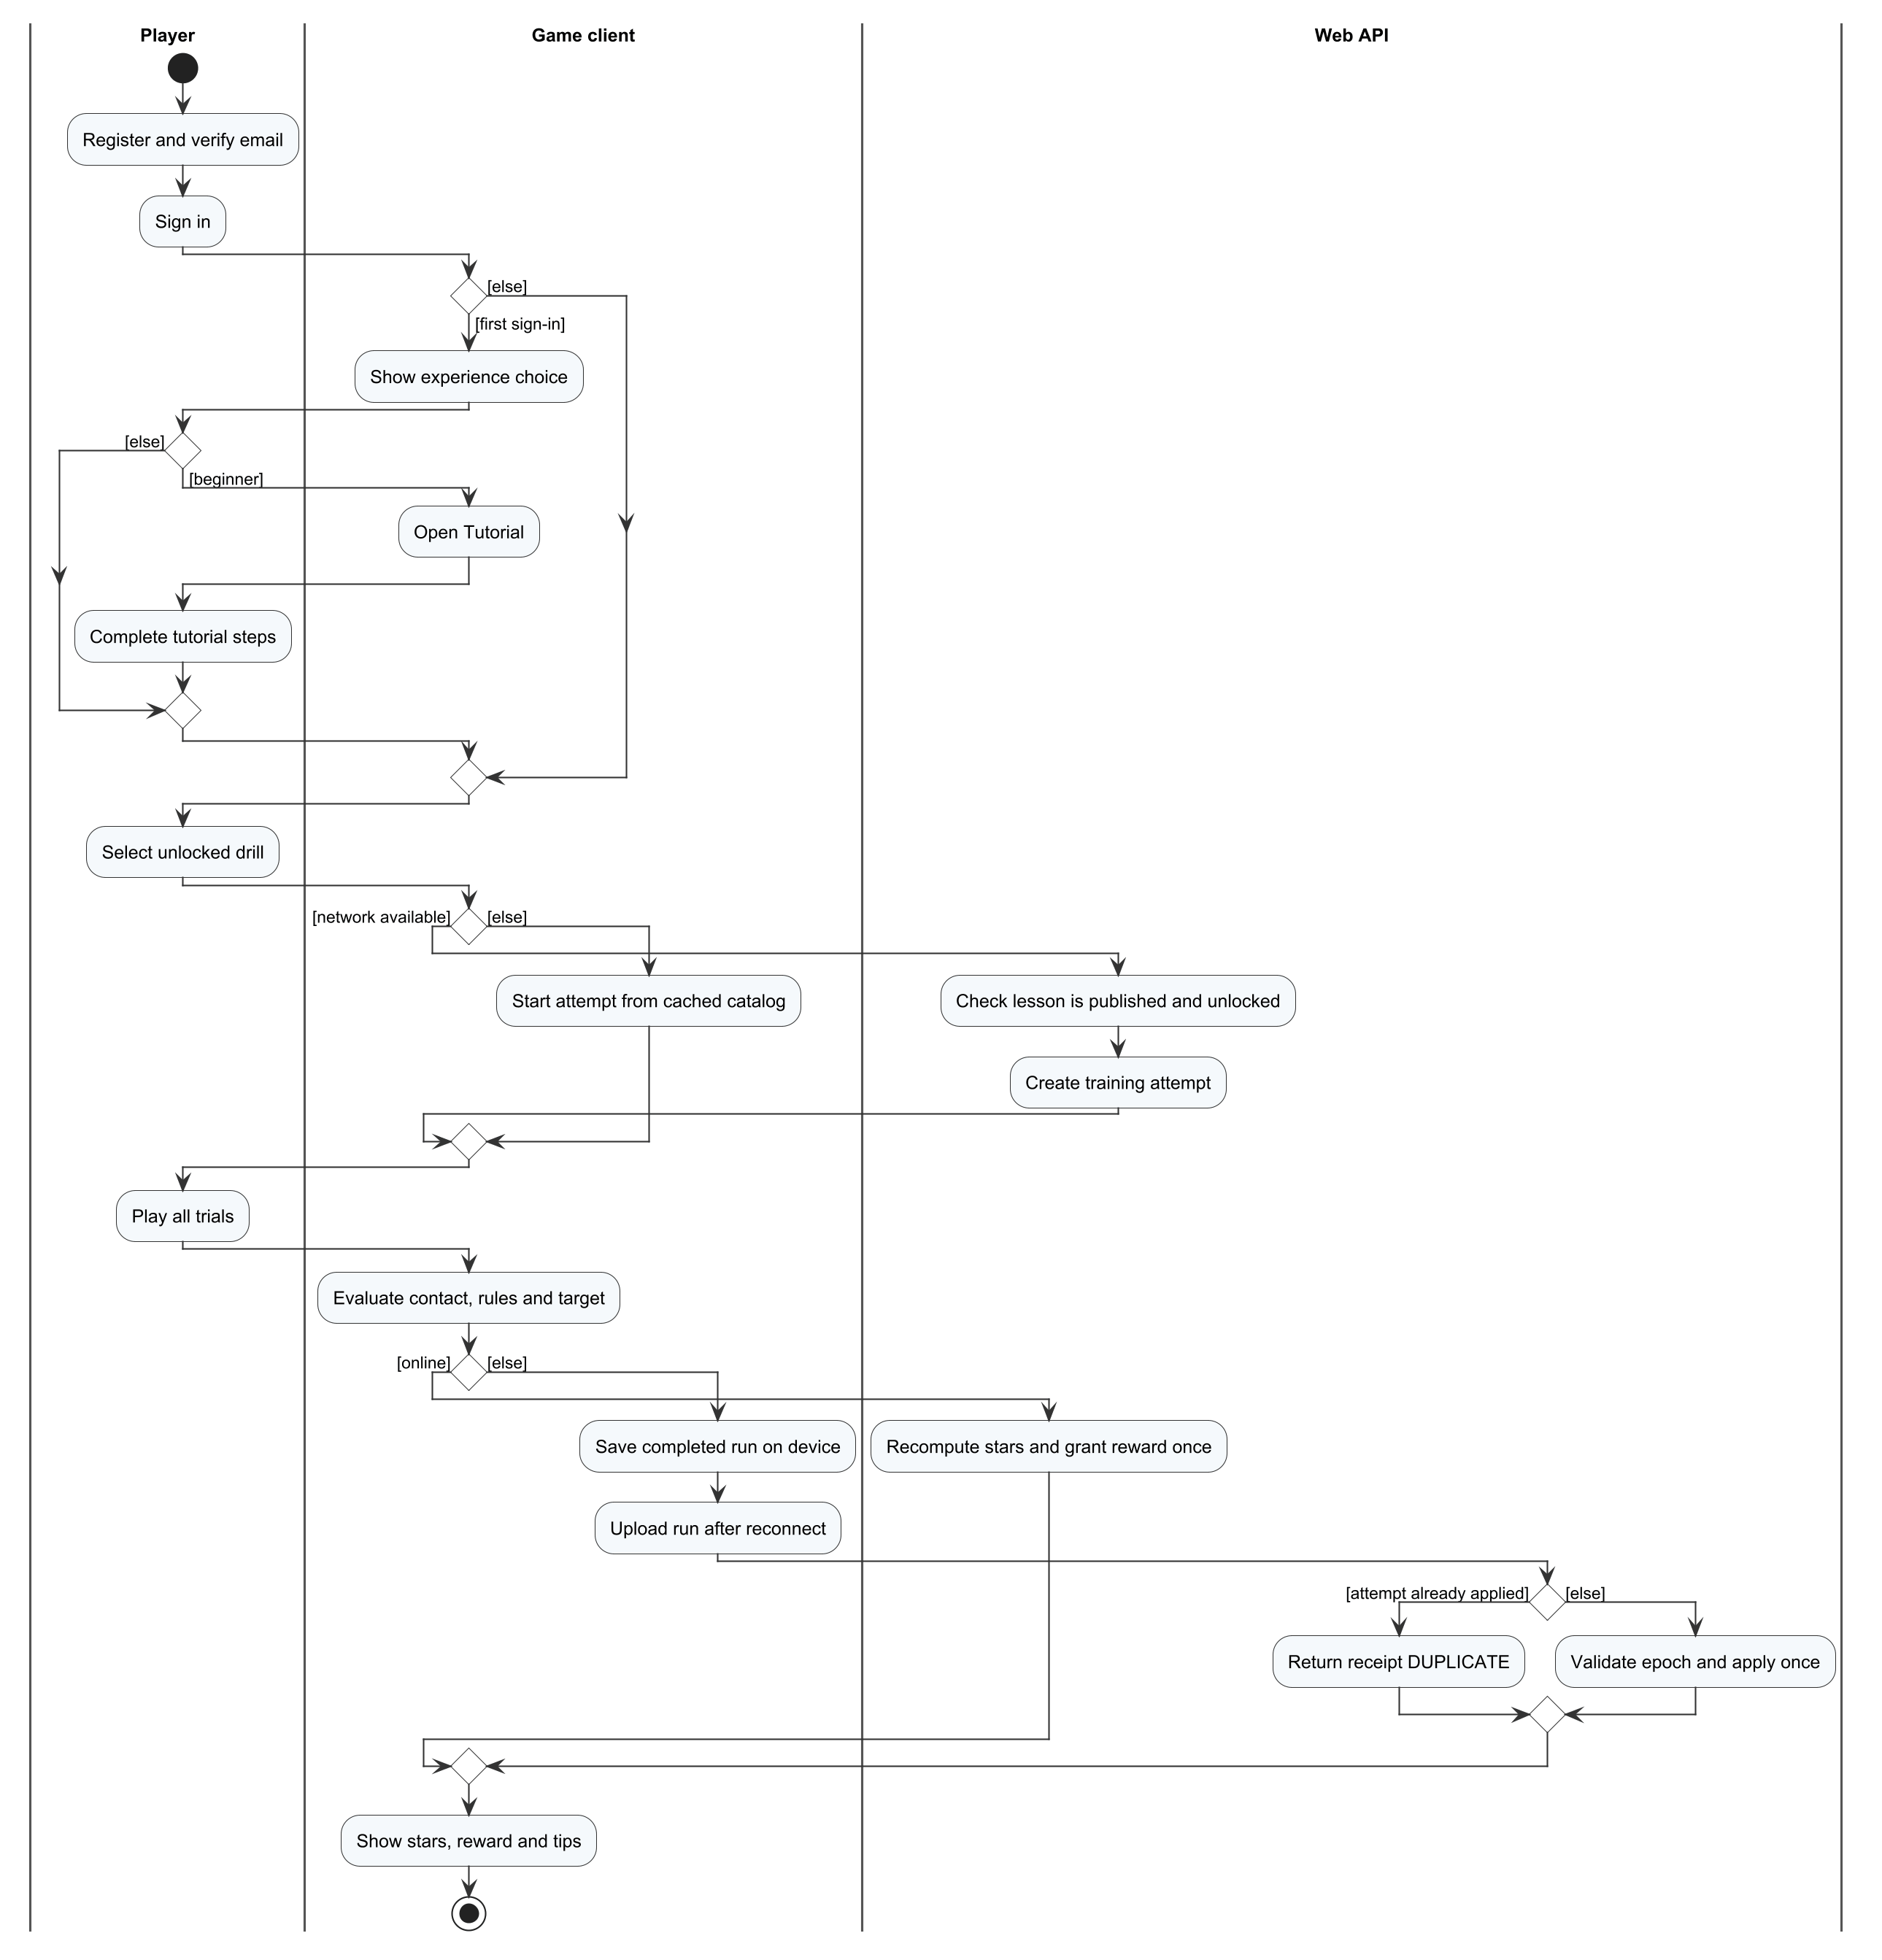 Player
Game client
Web API
Register and verify email
Sign in
[else]
[first sign-in]
Show experience choice
[else]
[beginner]
Open Tutorial
Complete tutorial steps
Select unlocked drill
[network available]
[else]
Start attempt from cached catalog
Check lesson is published and unlocked
Create training attempt
Play all trials
Evaluate contact, rules and target
[online]
[else]
Save completed run on device
Recompute stars and grant reward once
Upload run after reconnect
[attempt already applied]
[else]
Return receipt DUPLICATE
Validate epoch and apply once
Show stars, reward and tips